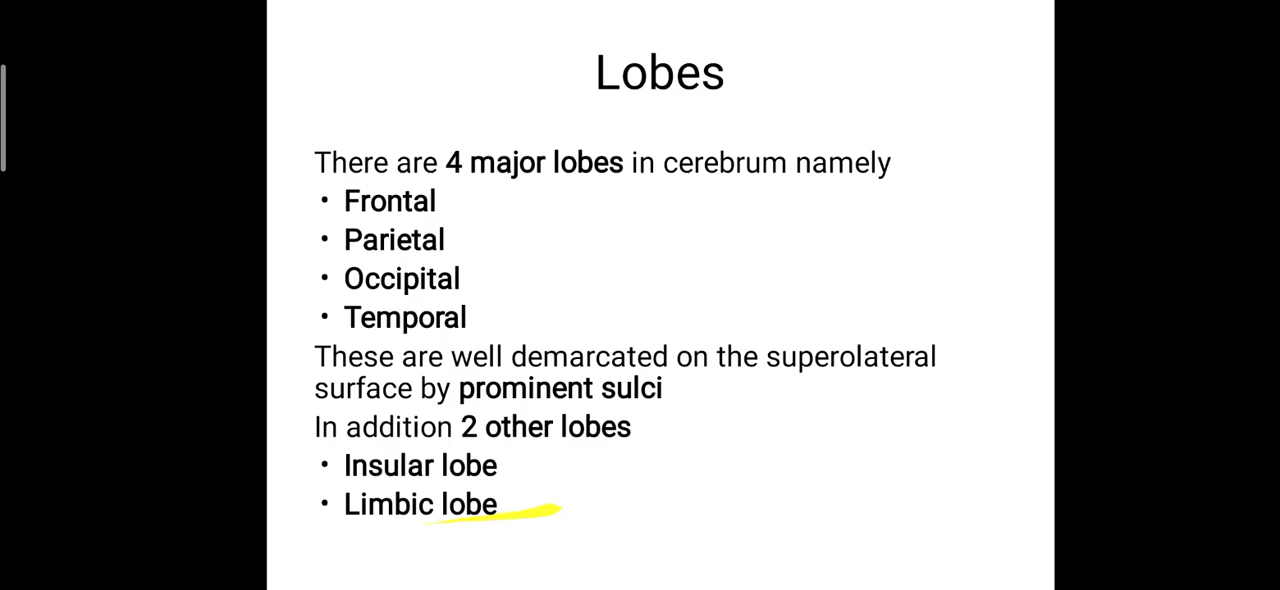 Lobes
There are 4 major lobes in cerebrum namely
• Frontal
• Parietal
• Occipital
• Temporal
These are well demarcated on the superolateral
surface by prominent sulci
In addition 2 other lobes
• Insular lobe
• Limbic lobe